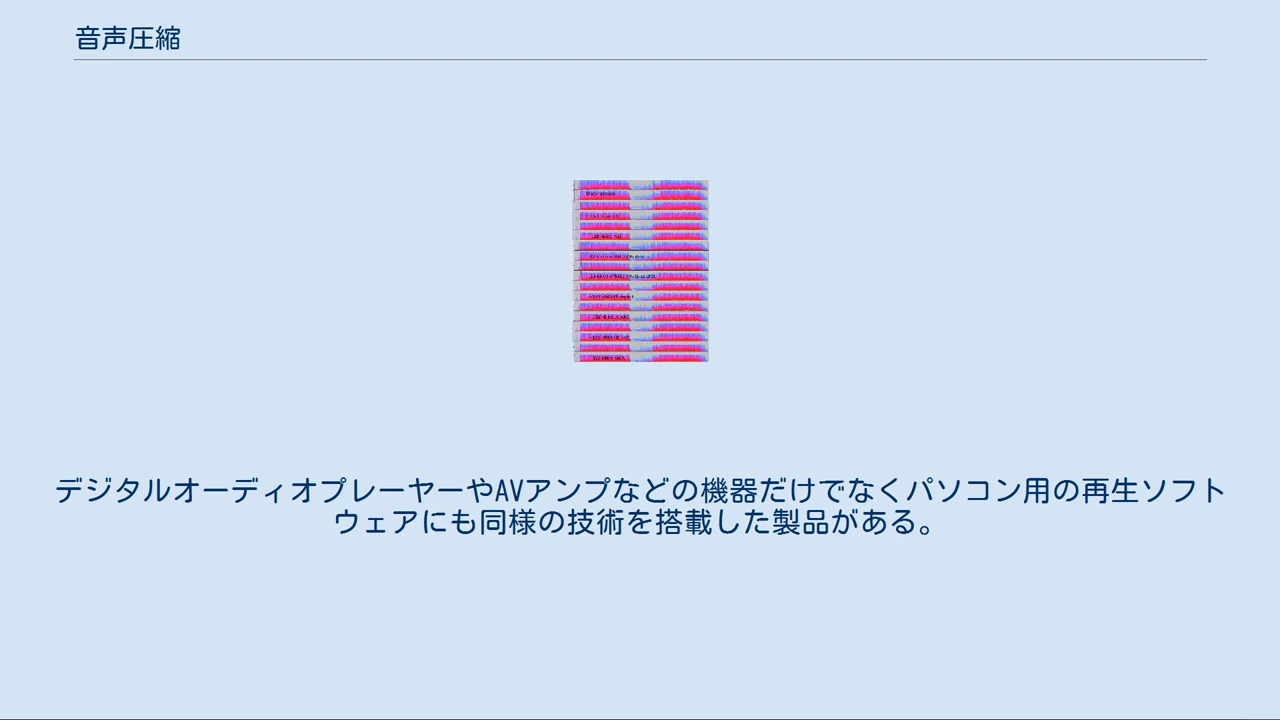 音声圧縮
デジタルオーディオプレーヤーやAVアンプなどの機器だけでなくパソコン用の再生ソフト
ウェアにも同様の技術を搭載した製品がある。